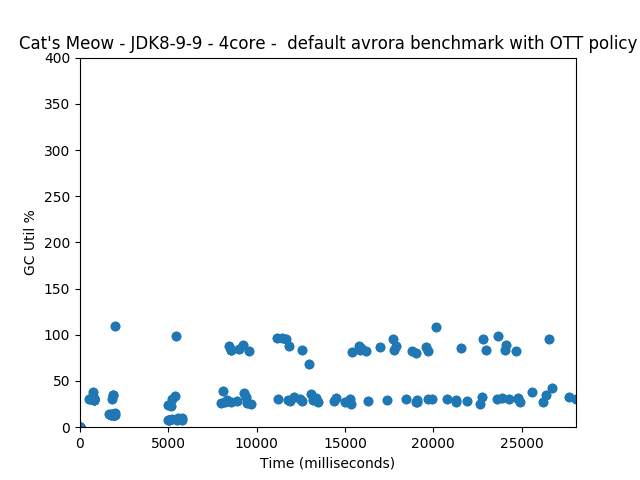 Cat's Meow - JDK8-9-9 - 4core -  default avrora benchmark with OTT policy
400
350
300
250
200
150
100
50
0
GC Util %
0 5000 10000 15000 20000 25000
Time (milliseconds)